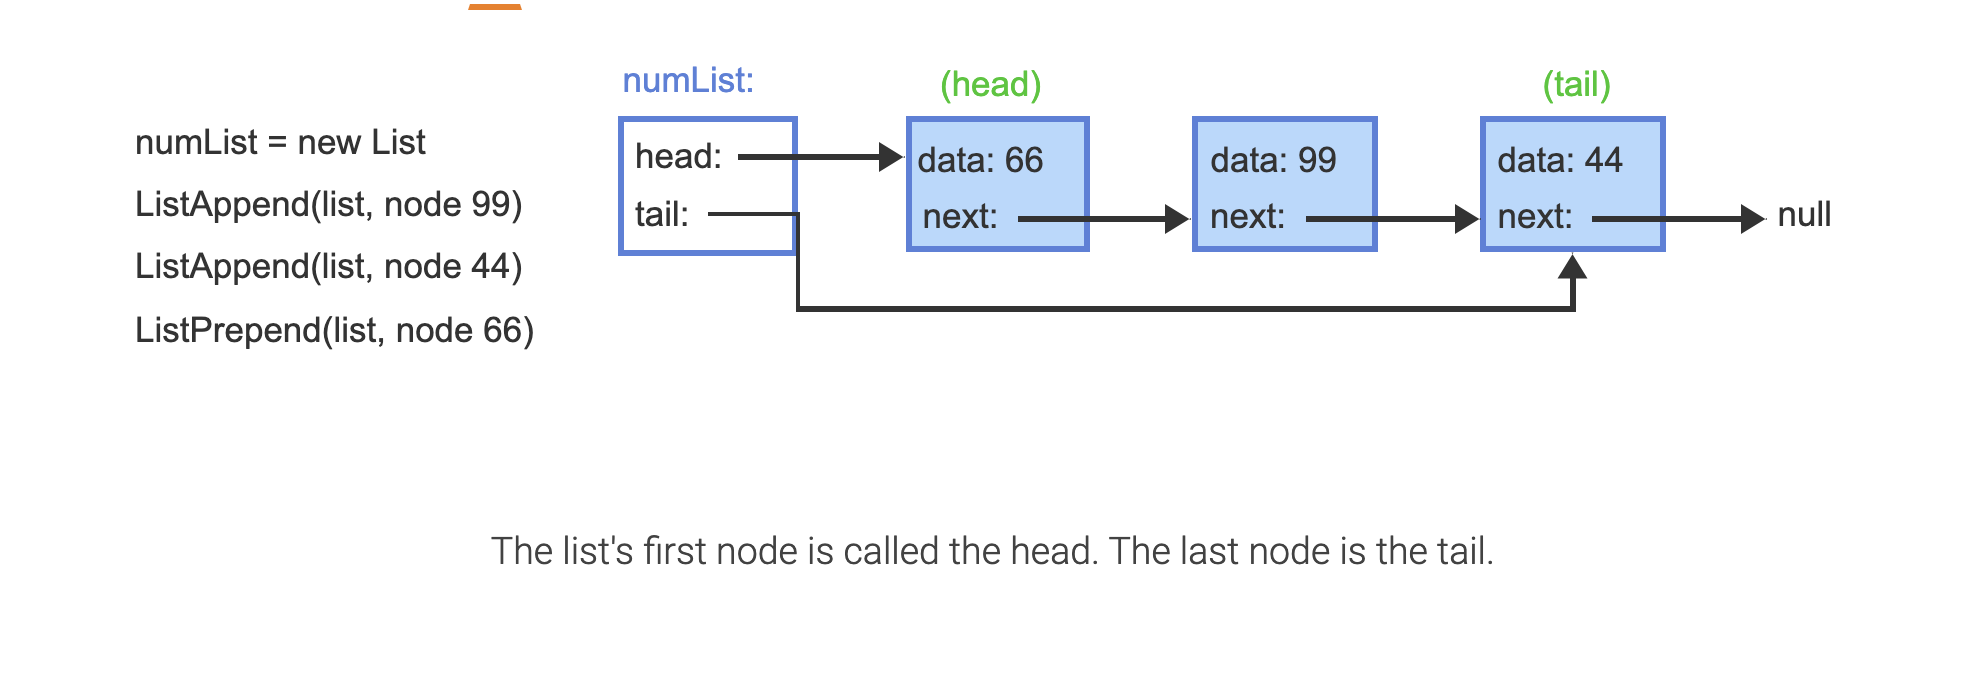 numList = new List
ListAppend(list, node 99)
ListAppend(list, node 44)
ListPrepend(list, node 66)
numList:
head:
tail:
(head)
data: 66
next:
data: 99
next:
(tail)
data: 44
next:
null
The list's first node is called the head. The last node is the tail.